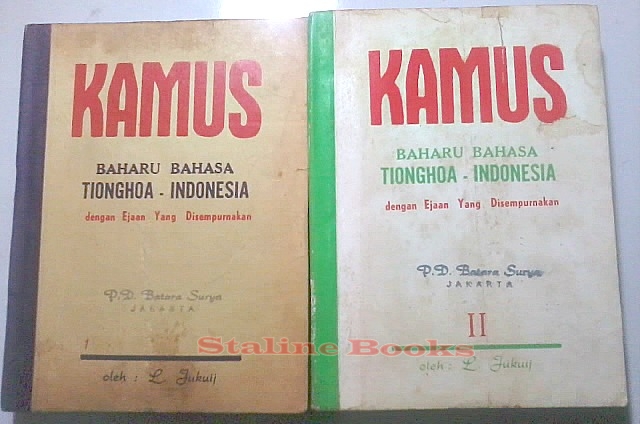 KAMUS
BAHARU BAHASA
TIONGHOA - INDONESIA
dengan Ejaan Yang Disempurnakan
P.D. Batara Surya
JAKARTA
1
oleh : L. Jukuij
KAMUS
BAHARU BAHASA
TIONGHOA - INDONESIA
dengan Ejaan Yang Disempurnakan
P.D. Batara Surya
JAKARTA
II
oleh : L. Jukuij
Staline Books